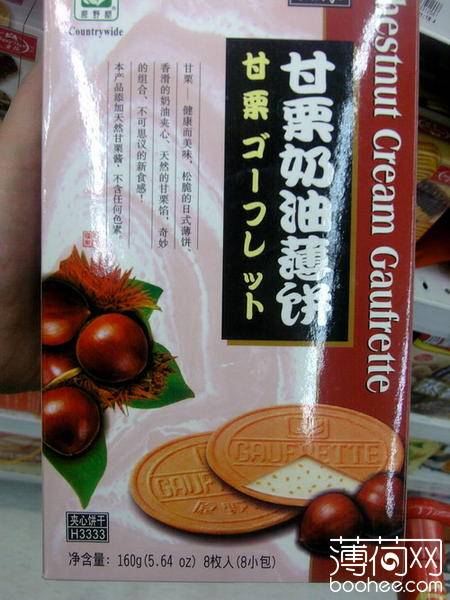 Countrywide
Chestnut Cream Gaufrette
甘栗奶油薄饼
甘栗ゴーフレット
甘栗—健康而美味，松脆的日式薄饼、
香滑的奶油夹心、天然的甘栗馅，奇妙
的组合、不可思议的新食感！
本产品添加天然甘栗酱，不含任何色素。
GAUFRETTE
GAUFR
夹心饼干
H3333
净含量： 160g(5.64 oz) 8枚入(8小包)
薄荷网
boohee.com